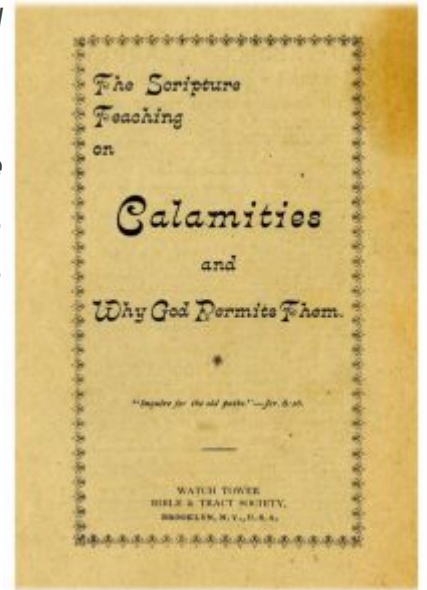 The Scripture
Teaching
on
Calamities
and
Why God Permits Them.
"Inquire for the old paths."—Jer. 6:16.
WATCH TOWER
BIBLE & TRACT SOCIETY,
BROOKLYN, N.Y., U.S.A.